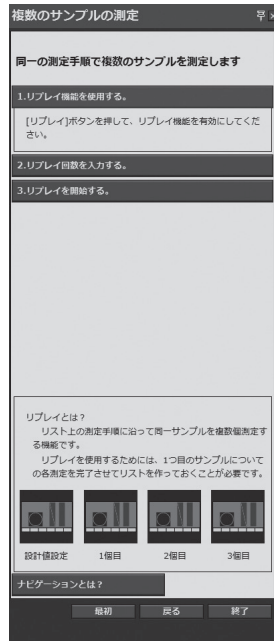 複数のサンプルの測定
同一の測定手順で複数のサンプルを測定します
1.リプレイ機能を使用する。
[リプレイ]ボタンを押して、リプレイ機能を有効にしてくだ
さい。
2.リプレイ回数を入力する。
3.リプレイを開始する。
リプレイとは?
リスト上の測定手順に沿って同一サンプルを複数個測定す
る機能です。
リプレイを使用するためには、1つ目のサンプルについて
の各測定を完了させてリストを作っておくことが必要です。
設計値設定 1個目 2個目 3個目
ナビゲーションとは?
最初 戻る 終了